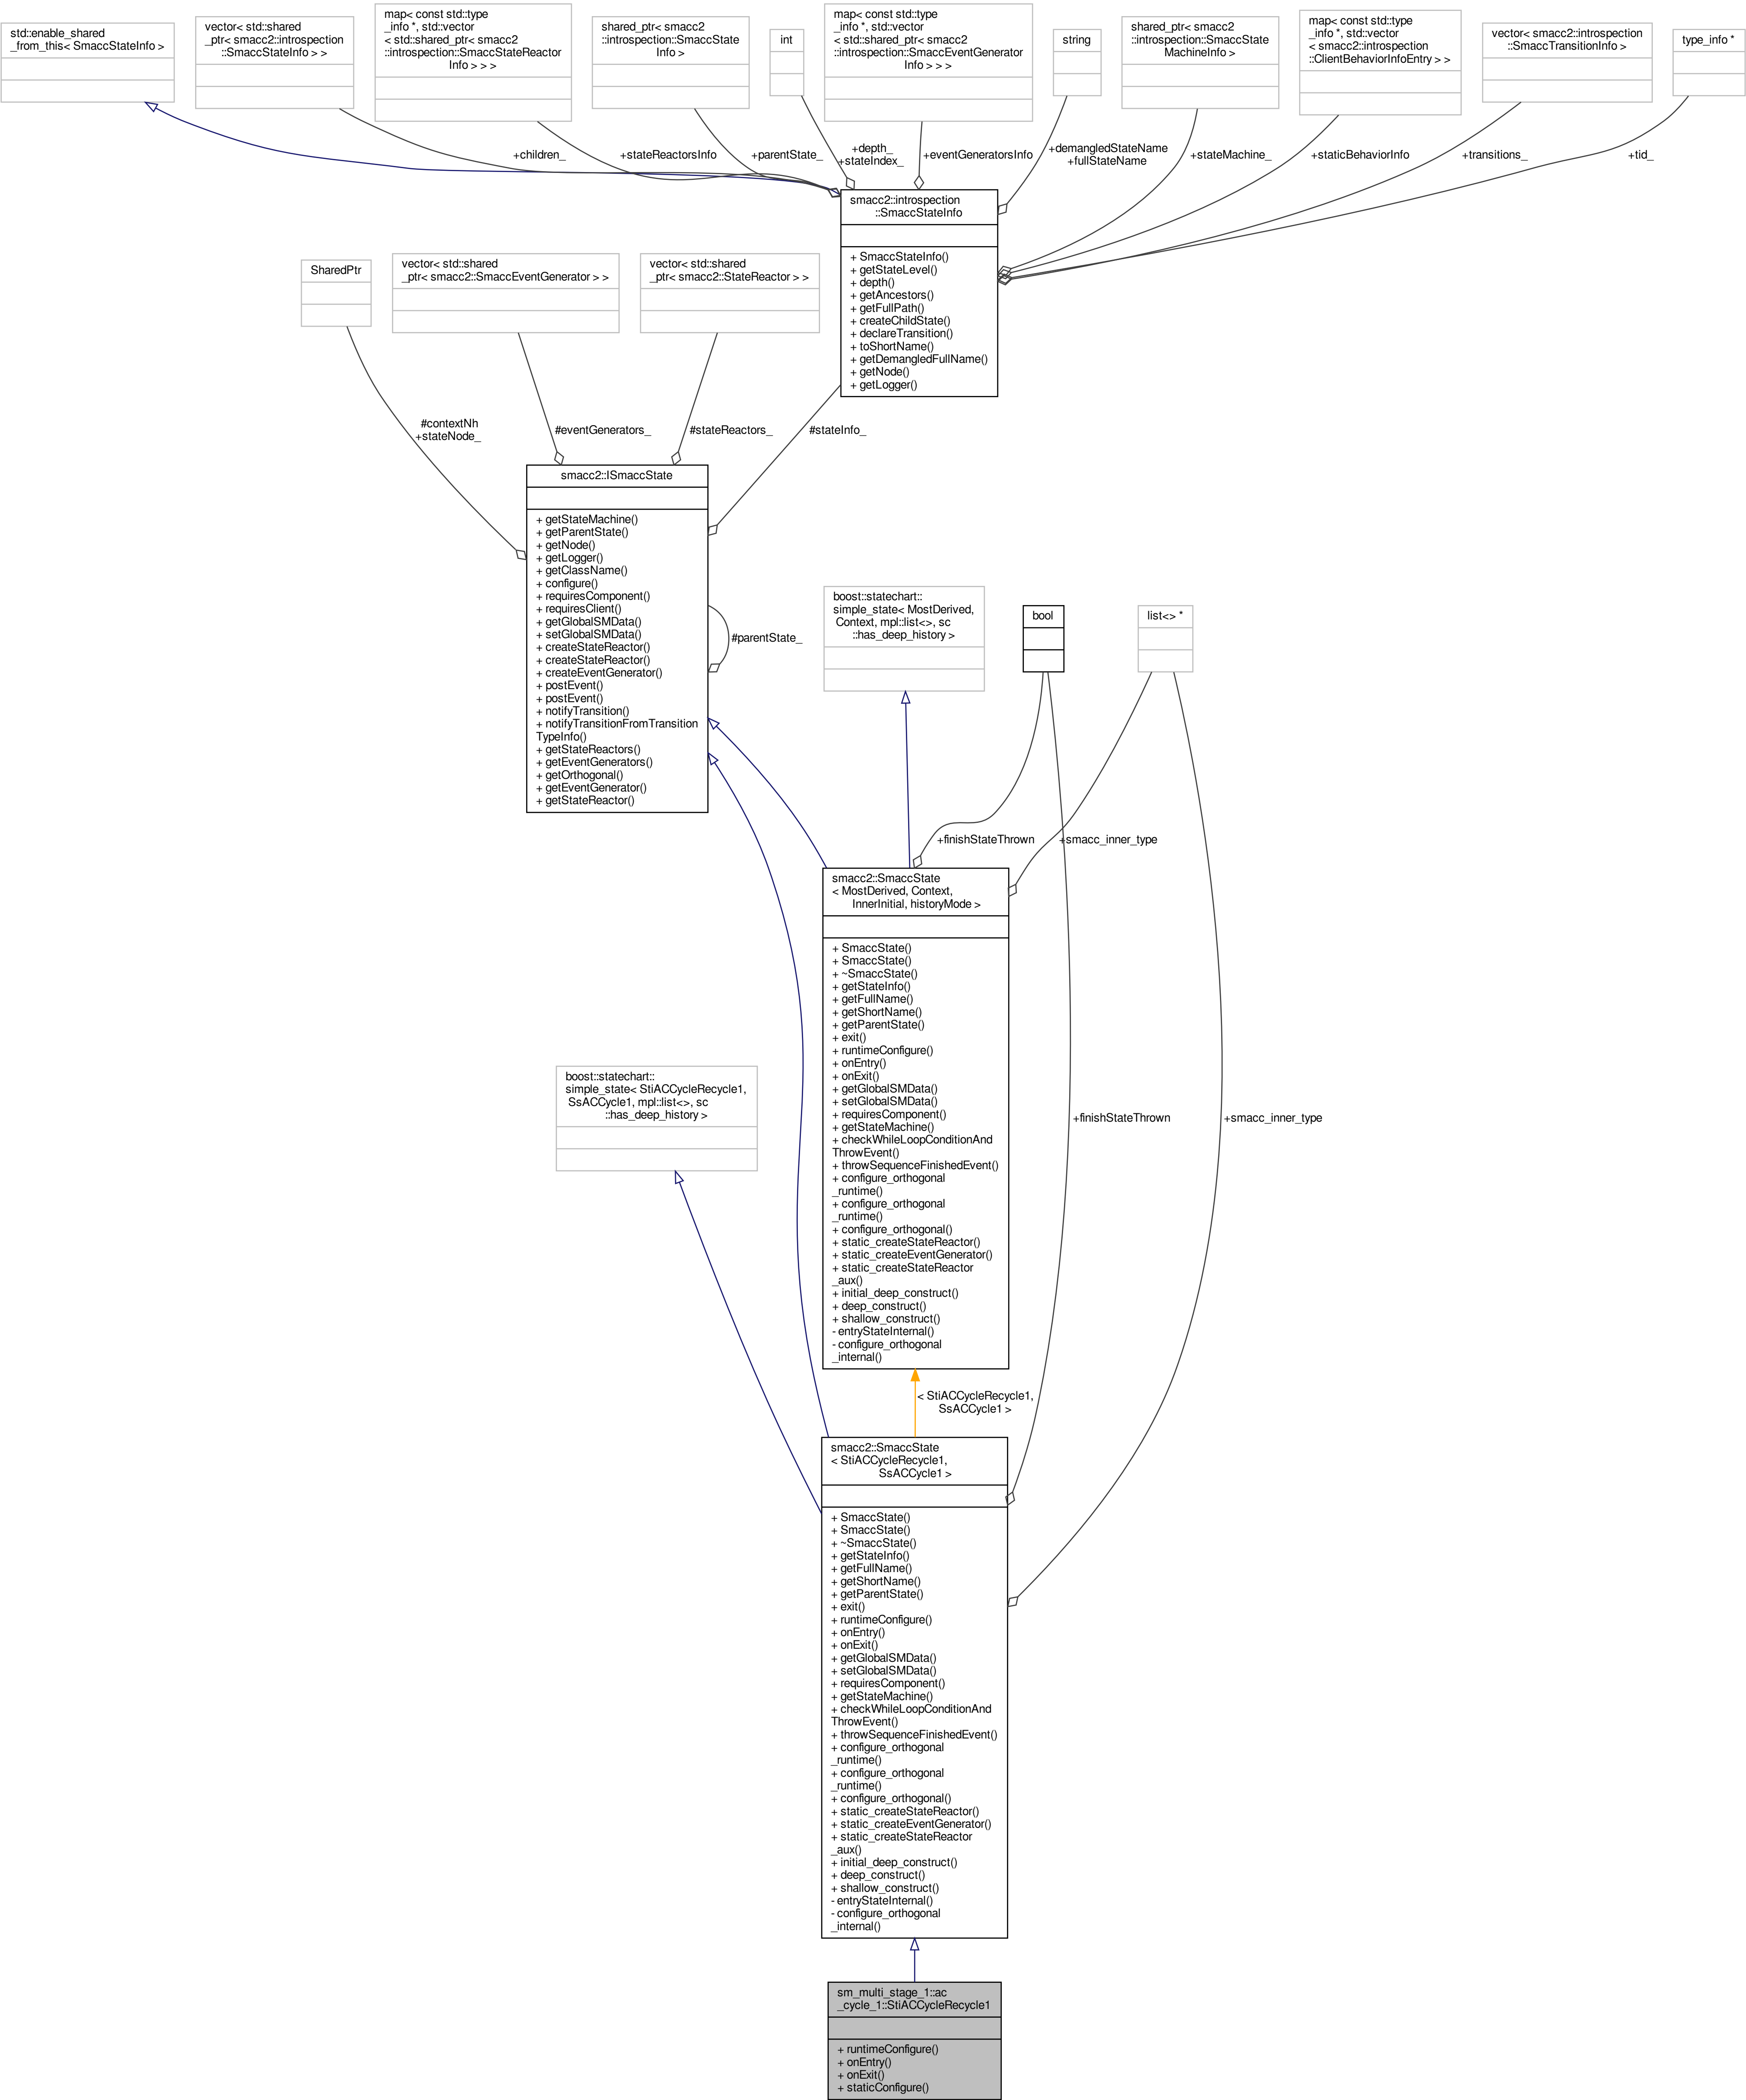 std::enable_shared
_from_this< SmaccStateInfo >
vector< std::shared
_ptr< smacc2::introspection
::SmaccStateInfo > >
map< const std::type
_info *, std::vector
< std::shared_ptr< smacc2
::introspection::SmaccStateReactor
Info > > >
shared_ptr< smacc2
::introspection::SmaccState
Info >
int
map< const std::type
_info *, std::vector
< std::shared_ptr< smacc2
::introspection::SmaccEventGenerator
Info > > >
string
shared_ptr< smacc2
::introspection::SmaccState
MachineInfo >
map< const std::type
_info *, std::vector
< smacc2::introspection
::ClientBehaviorInfoEntry > >
vector< smacc2::introspection
::SmaccTransitionInfo >
type_info *
+children_
+stateReactorsInfo
+parentState_
+depth_
+stateIndex_
+eventGeneratorsInfo
+demangledStateName
+fullStateName
+stateMachine_
+staticBehaviorInfo
+transitions_
+tid_
smacc2::introspection
::SmaccStateInfo
+ SmaccStateInfo()
+ getStateLevel()
+ depth()
+ getAncestors()
+ getFullPath()
+ createChildState()
+ declareTransition()
+ toShortName()
+ getDemangledFullName()
+ getNode()
+ getLogger()
SharedPtr
vector< std::shared
_ptr< smacc2::SmaccEventGenerator > >
vector< std::shared
_ptr< smacc2::StateReactor > >
#contextNh
+stateNode_
#eventGenerators_
#stateReactors_
#stateInfo_
smacc2::ISmaccState
+ getStateMachine()
+ getParentState()
+ getNode()
+ getLogger()
+ getClassName()
+ configure()
+ requiresComponent()
+ requiresClient()
+ getGlobalSMData()
+ setGlobalSMData()
+ createStateReactor()
+ createStateReactor()
+ createEventGenerator()
+ postEvent()
+ postEvent()
+ notifyTransition()
+ notifyTransitionFromTransition
TypeInfo()
+ getStateReactors()
+ getEventGenerators()
+ getOrthogonal()
+ getEventGenerator()
+ getStateReactor()
#parentState_
boost::statechart::
simple_state< MostDerived,
Context, mpl::list<>, sc
::has_deep_history >
bool
list<> *
+finishStateThrown
+smacc_inner_type
smacc2::SmaccState
< MostDerived, Context,
InnerInitial, historyMode >
+ SmaccState()
+ SmaccState()
+ ~SmaccState()
+ getStateInfo()
+ getFullName()
+ getShortName()
+ getParentState()
+ exit()
+ runtimeConfigure()
+ onEntry()
+ onExit()
+ getGlobalSMData()
+ setGlobalSMData()
+ requiresComponent()
+ getStateMachine()
+ checkWhileLoopConditionAnd
ThrowEvent()
+ throwSequenceFinishedEvent()
+ configure_orthogonal
_runtime()
+ configure_orthogonal
_runtime()
+ configure_orthogonal()
+ static_createStateReactor()
+ static_createEventGenerator()
+ static_createStateReactor
_aux()
+ initial_deep_construct()
+ deep_construct()
+ shallow_construct()
- entryStateInternal()
- configure_orthogonal
_internal()
boost::statechart::
simple_state< StiACCycleRecycle1,
SsACCycle1, mpl::list<>, sc
::has_deep_history >
+finishStateThrown
+smacc_inner_type
< StiACCycleRecycle1,
SsACCycle1 >
smacc2::SmaccState
< StiACCycleRecycle1,
SsACCycle1 >
+ SmaccState()
+ SmaccState()
+ ~SmaccState()
+ getStateInfo()
+ getFullName()
+ getShortName()
+ getParentState()
+ exit()
+ runtimeConfigure()
+ onEntry()
+ onExit()
+ getGlobalSMData()
+ setGlobalSMData()
+ requiresComponent()
+ getStateMachine()
+ checkWhileLoopConditionAnd
ThrowEvent()
+ throwSequenceFinishedEvent()
+ configure_orthogonal
_runtime()
+ configure_orthogonal
_runtime()
+ configure_orthogonal()
+ static_createStateReactor()
+ static_createEventGenerator()
+ static_createStateReactor
_aux()
+ initial_deep_construct()
+ deep_construct()
+ shallow_construct()
- entryStateInternal()
- configure_orthogonal
_internal()
sm_multi_stage_1::ac
_cycle_1::StiACCycleRecycle1
+ runtimeConfigure()
+ onEntry()
+ onExit()
+ staticConfigure()